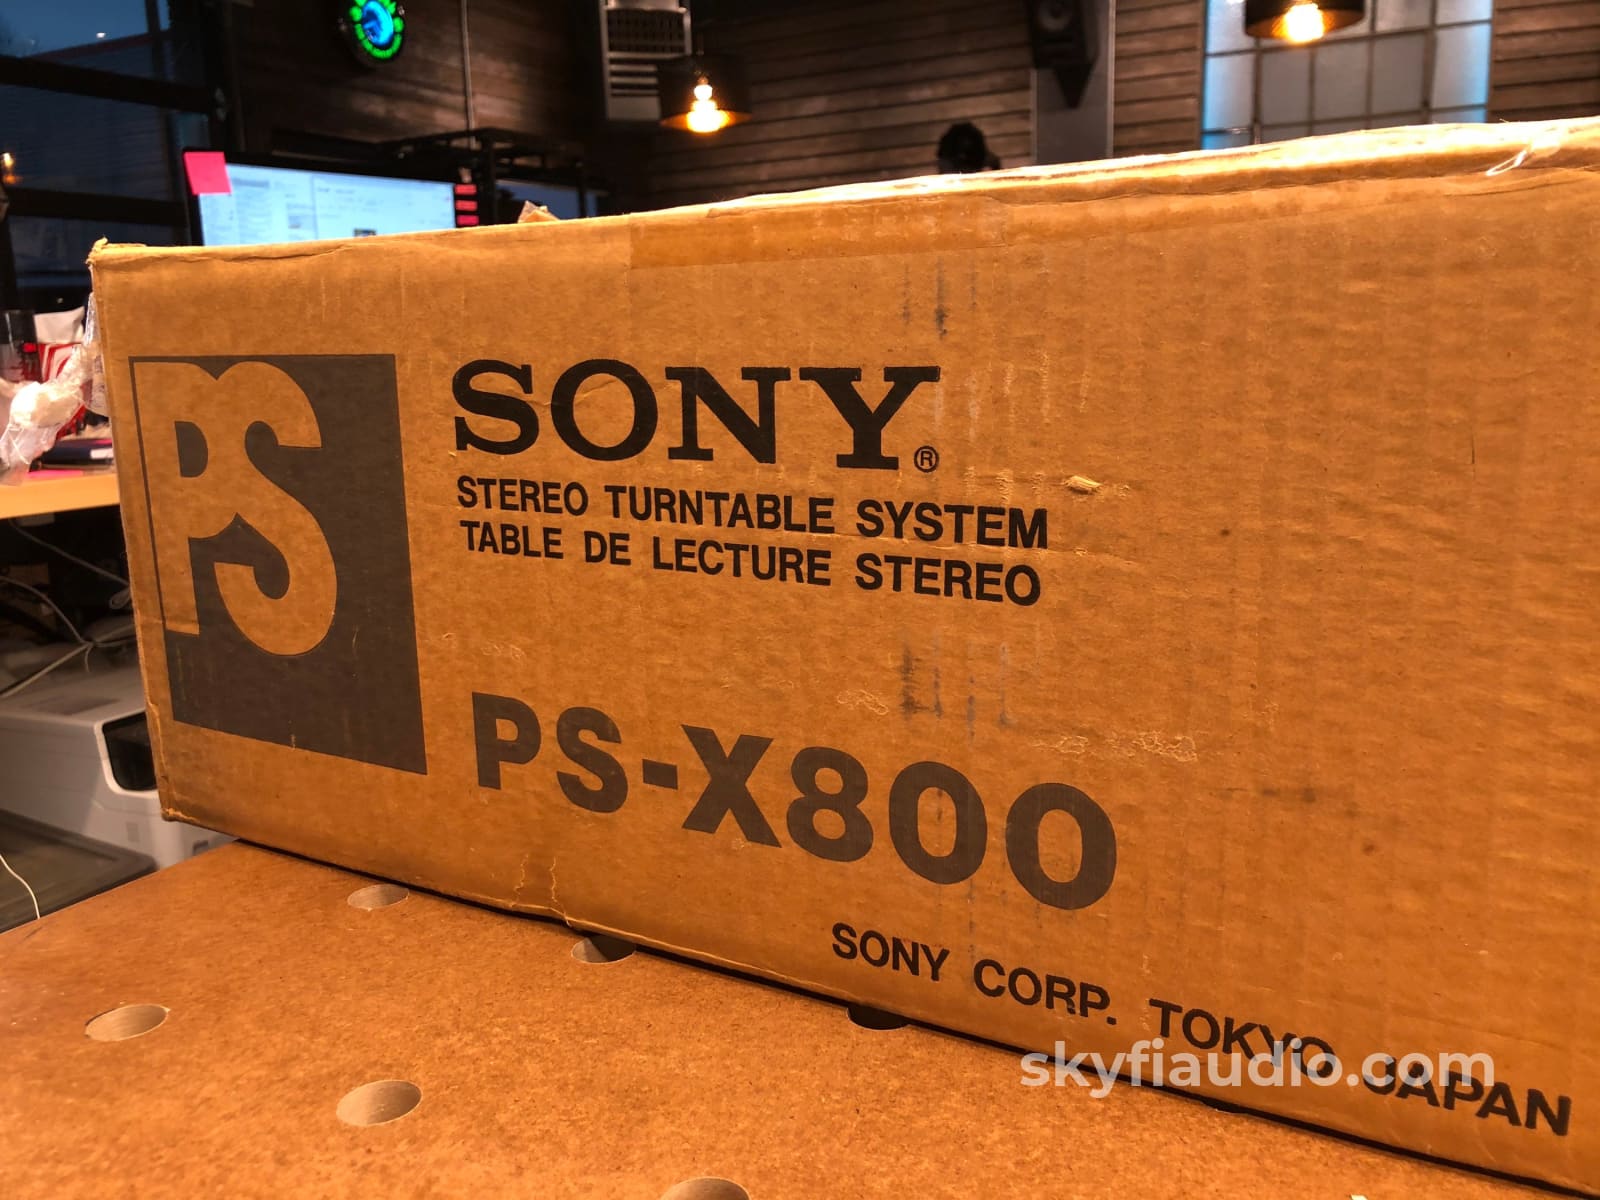 PS
SONY®
STEREO TURNTABLE SYSTEM
TABLE DE LECTURE STEREO
PS-X800
SONY CORP. TOKYO JAPAN
skyfiaudio.com